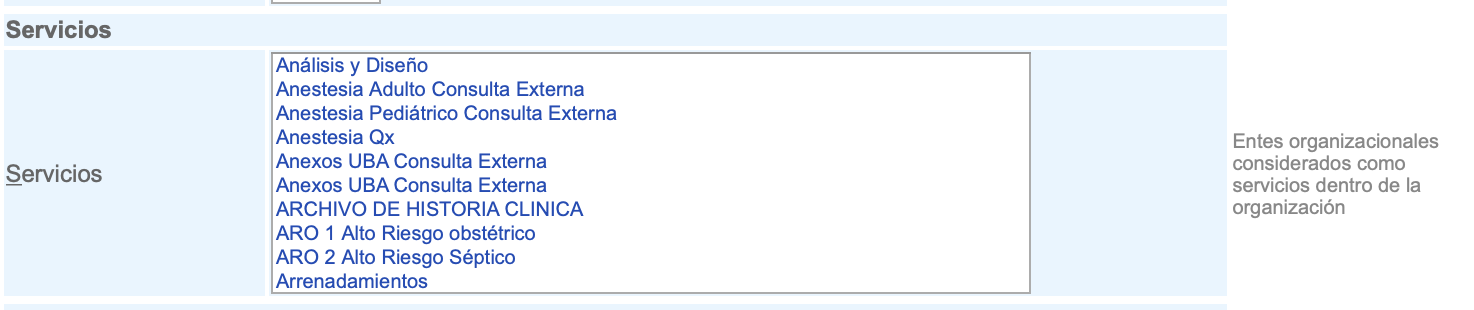 Servicios
Servicios
Análisis y Diseño
Anestesia Adulto Consulta Externa
Anestesia Pediátrico Consulta Externa
Anestesia Qx
Anexos UBA Consulta Externa
Anexos UBA Consulta Externa
ARCHIVO DE HISTORIA CLINICA
ARO 1 Alto Riesgo obstétrico
ARO 2 Alto Riesgo Séptico
Arrenadamientos
Entes organizacionales
considerados como
servicios dentro de la
organización